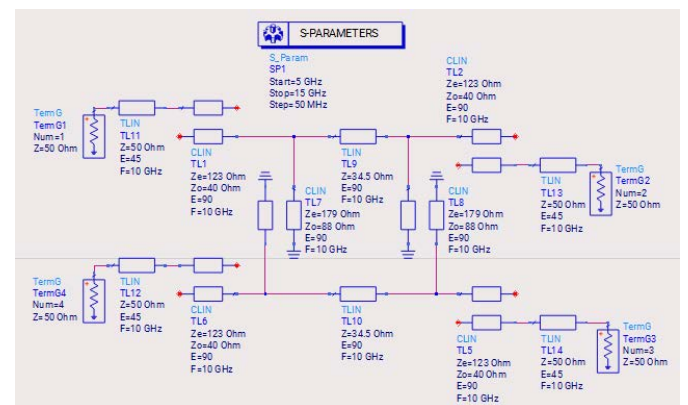 S-PARAMETERS
S_Param
SP1
Start=5 GHz
Stop=15 GHz
Step=50 MHz
CLIN
TL2
Ze=123 Ohm
Zo=40 Ohm
E=90
F=10 GHz
TermG
TermG1
Num=1
Z=50 Ohm
TLIN
TL11
Z=50 Ohm
E=45
F=10 GHz
CLIN
TL1
Ze=123 Ohm
Zo=40 Ohm
E=90
F=10 GHz
TLIN
TL9
Z=34.5 Ohm
E=90
F=10 GHz
CLIN
TL7
Ze=179 Ohm
Zo=88 Ohm
E=90
F=10 GHz
CLIN
TL8
Ze=179 Ohm
Zo=88 Ohm
E=90
F=10 GHz
TLIN
TL13
Z=50 Ohm
E=45
F=10 GHz
TermG
TermG2
Num=2
Z=50 Ohm
TermG
TermG4
Num=4
Z=50 Ohm
TLIN
TL12
Z=50 Ohm
E=45
F=10 GHz
CLIN
TL6
Ze=123 Ohm
Zo=40 Ohm
E=90
F=10 GHz
TLIN
TL10
Z=34.5 Ohm
E=90
F=10 GHz
CLIN
TL5
Ze=123 Ohm
Zo=40 Ohm
E=90
F=10 GHz
TLIN
TL14
Z=50 Ohm
E=45
F=10 GHz
TermG
TermG3
Num=3
Z=50 Ohm